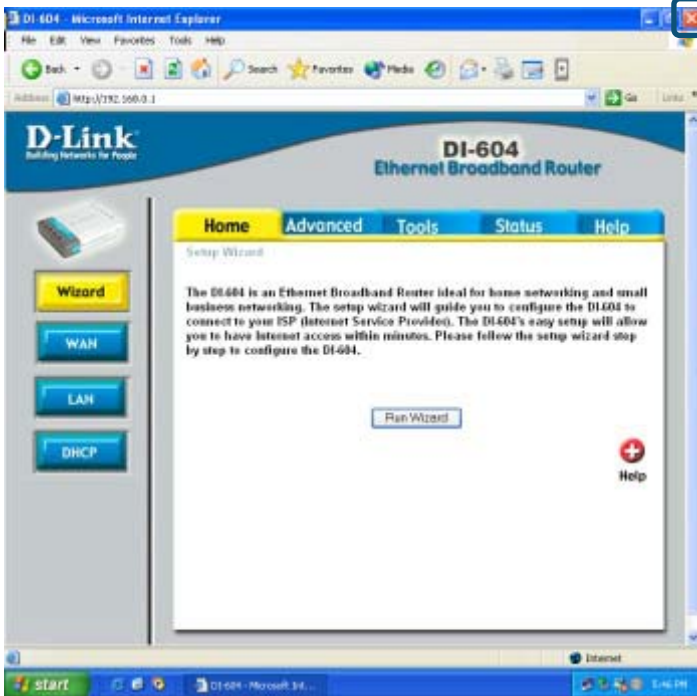 DI-604 - Microsoft Internet Explorer
File Edit View Favorites Tools Help
Back Search Favorites Media
Address Go Links
D-Link
Building Networks for People
DI-604
Ethernet Broadband Router
Home Advanced Tools Status Help
Setup Wizard
Wizard
WAN
LAN
DHCP
The DI-604 is an Ethernet Broadband Router ideal for home networking and small
business networking. The setup wizard will guide you to configure the DI-604 to
connect to your ISP (Internet Service Provider). The DI-604's easy setup will allow
you to have Internet access within minutes. Please follow the setup wizard step
by step to configure the DI-604.
Run Wizard
Help
Internet
start DI-604 - Microsoft Int... PM